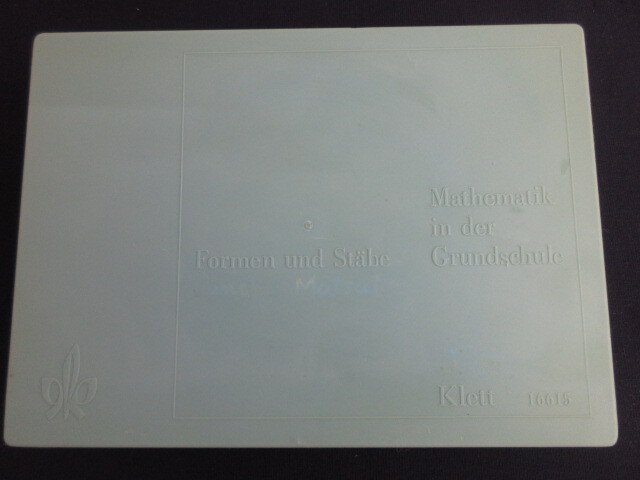 Mathematik
in der
Grundschule
Formen und Stäbe
Klett 16615